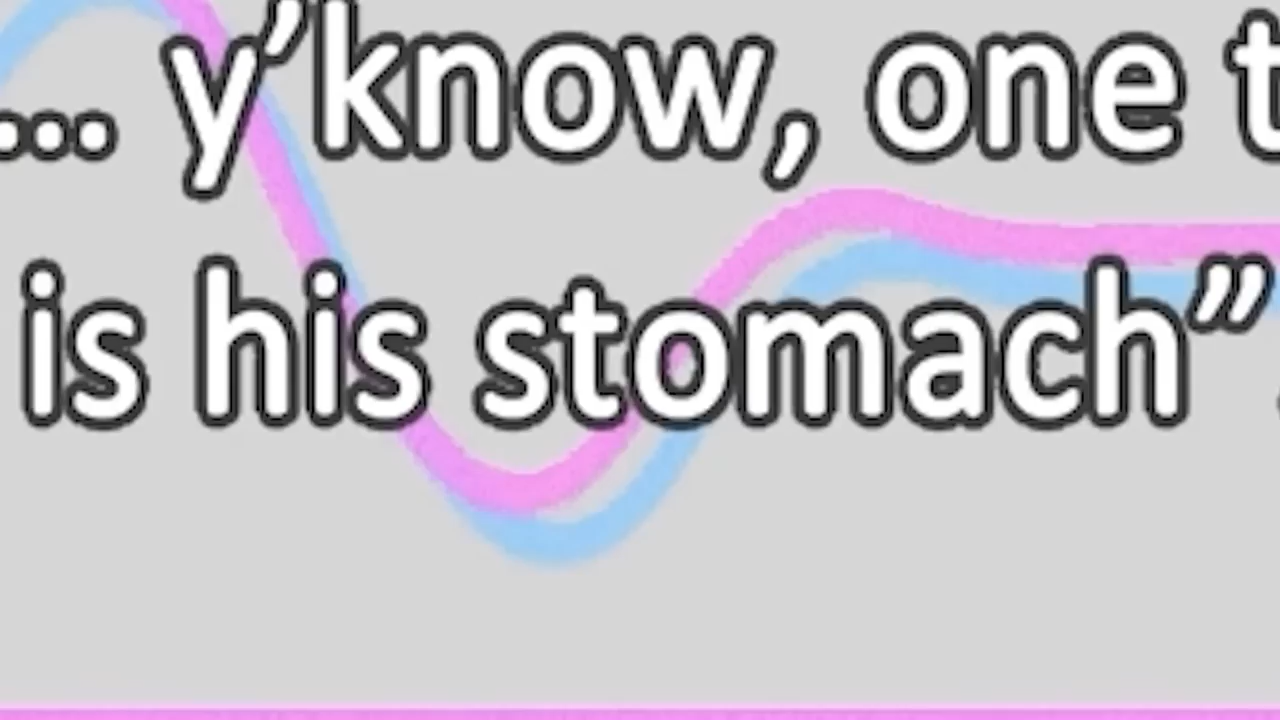 ... y’know, one t
is his stomach”